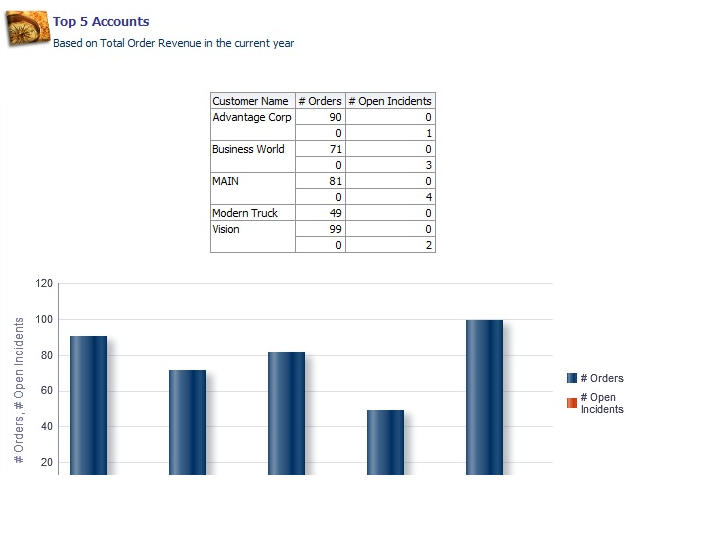 Top 5 Accounts
Based on Total Order Revenue in the current year
Customer Name # Orders # Open Incidents
Advantage Corp 90 0
0 1
Business World 71 0
0 3
MAIN 81 0
0 4
Modern Truck 49 0
Vision 99 0
0 2
120
100
80
60
40
20
# Orders, # Open Incidents
# Orders
# Open
Incidents